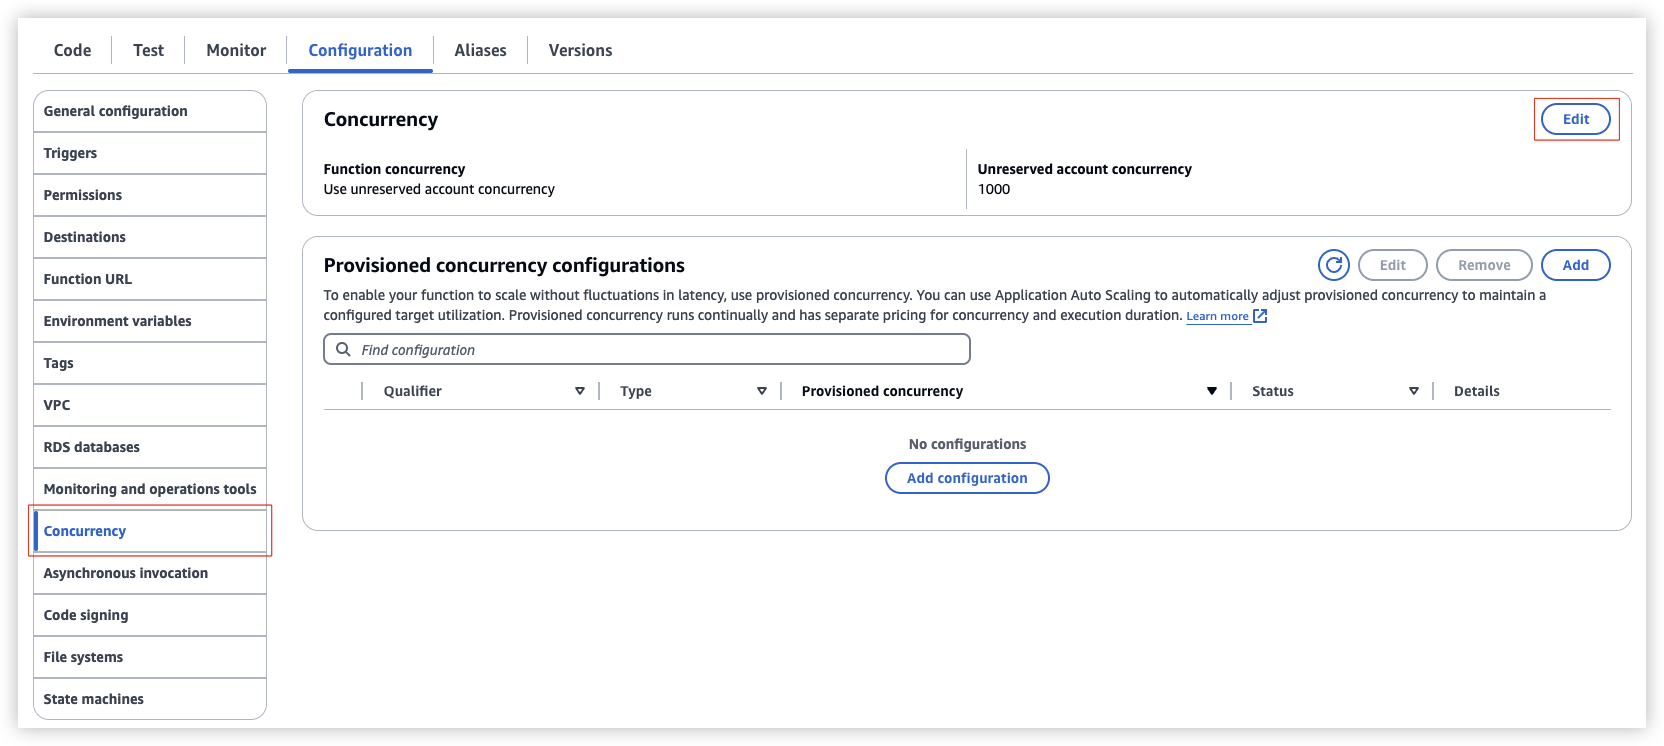 Code Test Monitor Configuration Aliases Versions
General configuration
Triggers
Permissions
Destinations
Function URL
Environment variables
Tags
VPC
RDS databases
Monitoring and operations tools
Concurrency
Asynchronous invocation
Code signing
File systems
State machines
Concurrency
Edit
Function concurrency
Use unreserved account concurrency
Unreserved account concurrency
1000
Provisioned concurrency configurations
Edit Remove Add
To enable your function to scale without fluctuations in latency, use provisioned concurrency. You can use Application Auto Scaling to automatically adjust provisioned concurrency to maintain a
configured target utilization. Provisioned concurrency runs continually and has separate pricing for concurrency and execution duration. Learn more
Find configuration
Qualifier Type Provisioned concurrency Status Details
No configurations
Add configuration